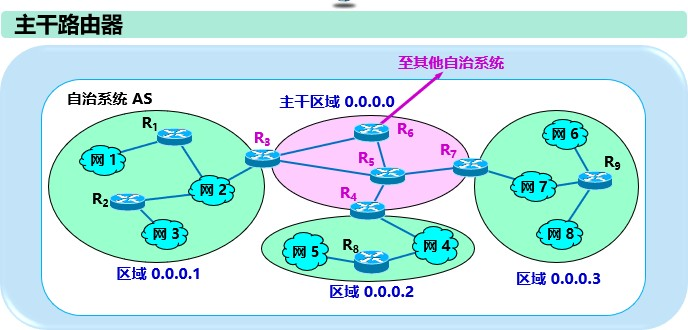 主干路由器
至其他自治系统
自治系统 AS
主干区域 0.0.0.0
R1
R3
R6
网 1
R5
R7
网 6
R9
R2
网 2
网 7
R4
网 3
网 5
R8
网 4
网 8
区域 0.0.0.1
区域 0.0.0.2
区域 0.0.0.3